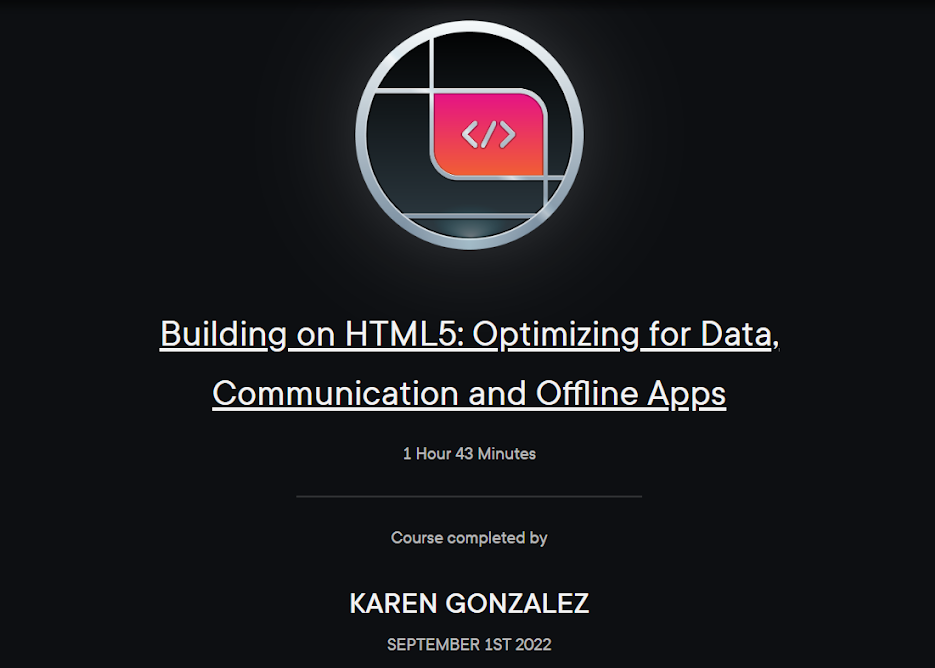 </>
Building on HTML5: Optimizing for Data,
Communication and Offline Apps
1 Hour 43 Minutes
Course completed by
KAREN GONZALEZ
SEPTEMBER 1ST 2022